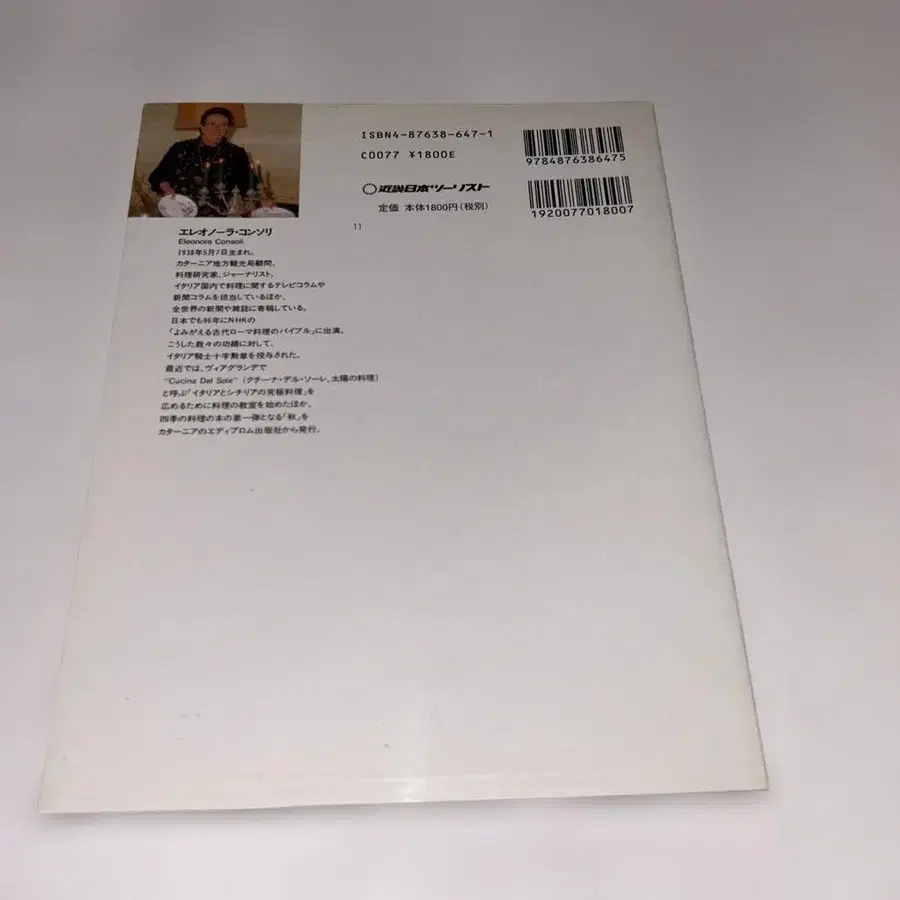 ISBN4-87638-647-1
C0077 ¥1800E
近畿日本ツーリスト
定価 本体1800円(税別)
9784876386475
1920077018007
11
エレオノーラ・コンソリ
Eleonora Consoli
1938年5月7日生まれ。
カターニア地方観光局顧問。
料理研究家、ジャーナリスト。
イタリア国内で料理に関するテレビコラムや
新聞コラムを担当しているほか、
全世界の新聞や雑誌に寄稿している。
日本でも96年にNHKの
「よみがえる古代ローマ料理のバイブル」に出演。
こうした数々の功績に対して、
イタリア騎士十字勲章を授与された。
最近では、ヴィアグランデで
"Cucina Del Sole"(クチーナ・デル・ソーレ、太陽の料理)
と呼ぶ「イタリアとシチリアの究極料理」を
広めるために料理の教室を始めたほか、
四季の料理の本の第一弾となる「秋」を
カターニアのエディプロム出版社から発行。